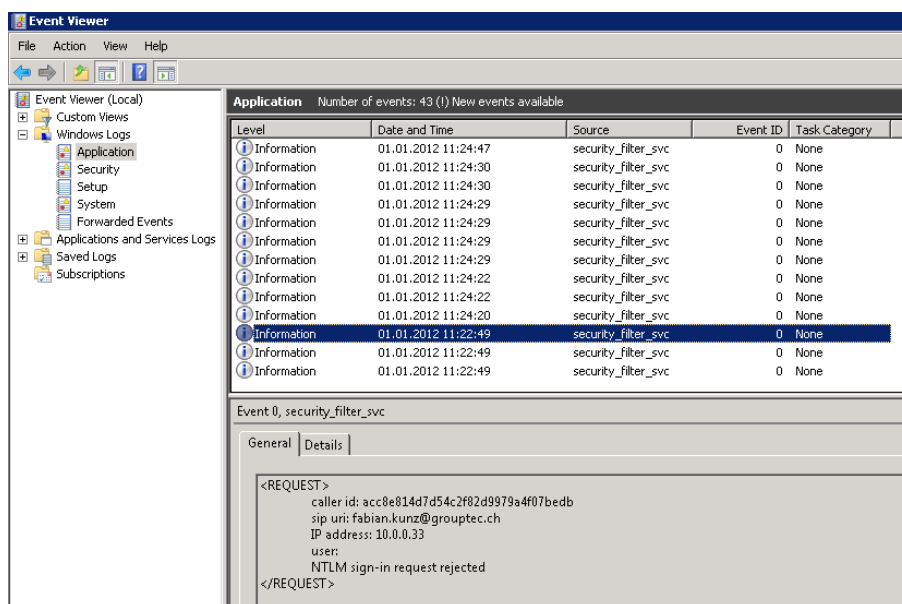 Event Viewer
File Action View Help
Event Viewer (Local)
Custom Views
Windows Logs
Application
Security
Setup
System
Forwarded Events
Applications and Services Logs
Saved Logs
Subscriptions
Application Number of events: 43 (!) New events available
Level Date and Time Source Event ID Task Category
Information 01.01.2012 11:24:47 security_filter_svc 0 None
Information 01.01.2012 11:24:30 security_filter_svc 0 None
Information 01.01.2012 11:24:30 security_filter_svc 0 None
Information 01.01.2012 11:24:29 security_filter_svc 0 None
Information 01.01.2012 11:24:29 security_filter_svc 0 None
Information 01.01.2012 11:24:29 security_filter_svc 0 None
Information 01.01.2012 11:24:29 security_filter_svc 0 None
Information 01.01.2012 11:24:22 security_filter_svc 0 None
Information 01.01.2012 11:24:22 security_filter_svc 0 None
Information 01.01.2012 11:24:20 security_filter_svc 0 None
Information 01.01.2012 11:22:49 security_filter_svc 0 None
Information 01.01.2012 11:22:49 security_filter_svc 0 None
Information 01.01.2012 11:22:49 security_filter_svc 0 None
Event 0, security_filter_svc
General Details
<REQUEST>
caller id: acc8e814d7d54c2f82d9979a4f07bedb
sip uri: fabian.kunz@grouptec.ch
IP address: 10.0.0.33
user:
NTLM sign-in request rejected
</REQUEST>